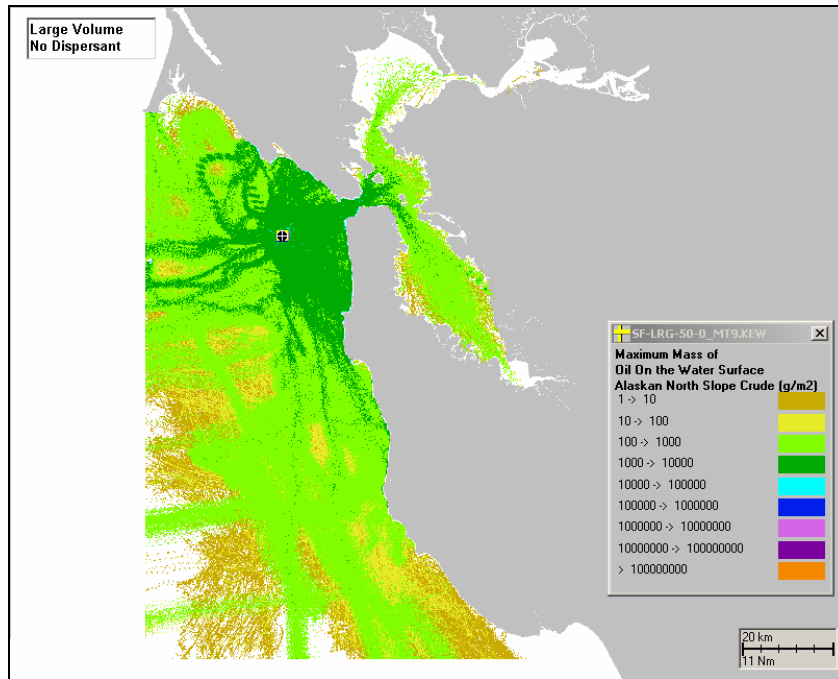 Large Volume
No Dispersant
SF-LRG-50-0_MT9.KEW
Maximum Mass of
Oil On the Water Surface
Alaskan North Slope Crude (g/m2)
1 -> 10
10 -> 100
100 -> 1000
1000 -> 10000
10000 -> 100000
100000 -> 1000000
1000000 -> 10000000
10000000 -> 100000000
> 100000000
20 km
11 Nm